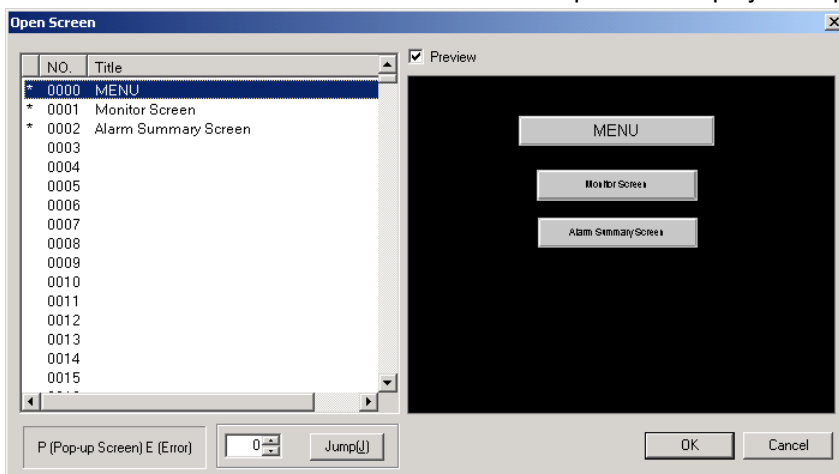 Open Screen
Preview
NO. Title
* 0000 MENU
* 0001 Monitor Screen
* 0002 Alarm Summary Screen
0003
0004
0005
0006
0007
0008
0009
0010
0011
0012
0013
0014
0015
MENU
Monitor Screen
Alarm Summary Screen
P (Pop-up Screen) E (Error)
0
Jump(J)
OK
Cancel